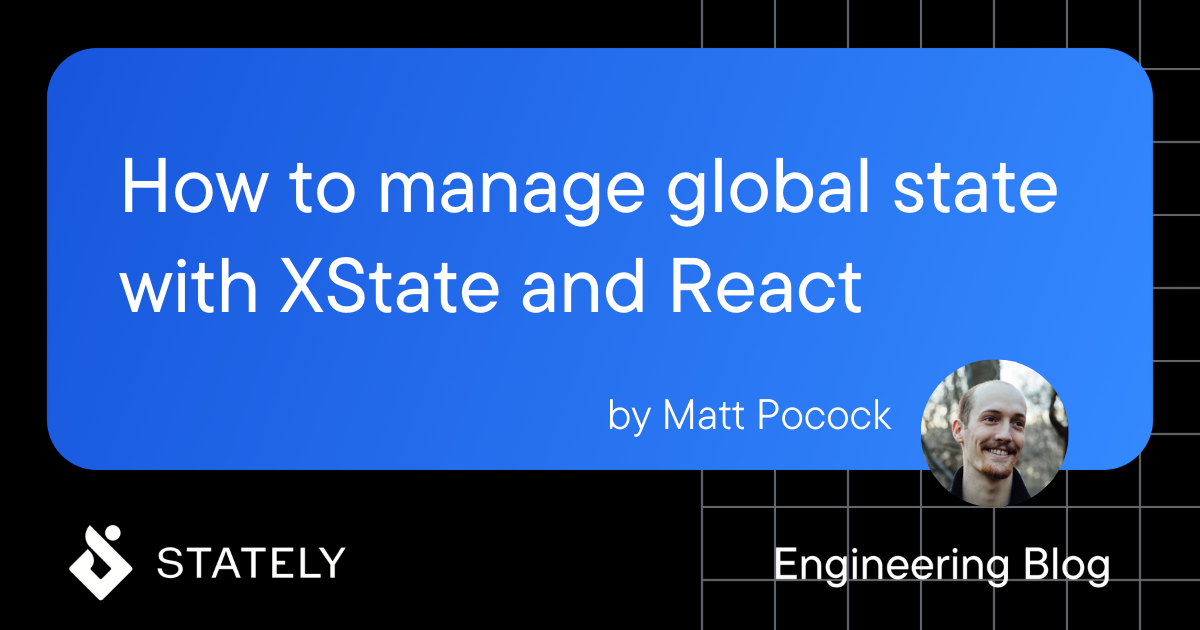 How to manage global state
with XState and React
by Matt Pocock
STATELY
Engineering Blog